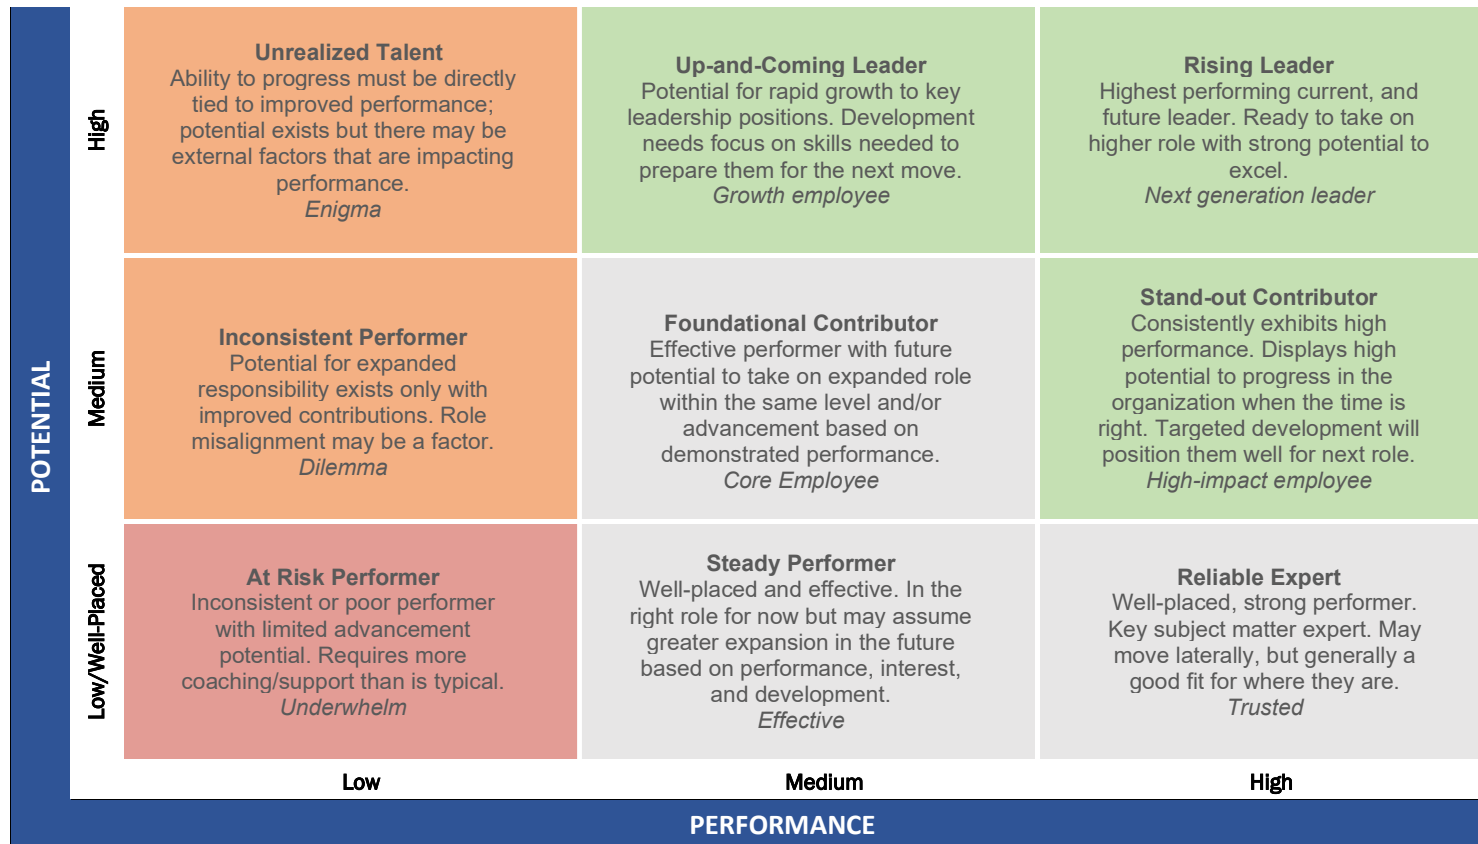 POTENTIAL
High
Unrealized Talent
Ability to progress must be directly
tied to improved performance;
potential exists but there may be
external factors that are impacting
performance.
Enigma
Up-and-Coming Leader
Potential for rapid growth to key
leadership positions. Development
needs focus on skills needed to
prepare them for the next move.
Growth employee
Rising Leader
Highest performing current, and
future leader. Ready to take on
higher role with strong potential to
excel.
Next generation leader
Medium
Inconsistent Performer
Potential for expanded
responsibility exists only with
improved contributions. Role
misalignment may be a factor.
Dilemma
Foundational Contributor
Effective performer with future
potential to take on expanded role
within the same level and/or
advancement based on
demonstrated performance.
Core Employee
Stand-out Contributor
Consistently exhibits high
performance. Displays high
potential to progress in the
organization when the time is
right. Targeted development will
position them well for next role.
High-impact employee
Low/Well-Placed
At Risk Performer
Inconsistent or poor performer
with limited advancement
potential. Requires more
coaching/support than is typical.
Underwhelm
Steady Performer
Well-placed and effective. In the
right role for now but may assume
greater expansion in the future
based on performance, interest,
and development.
Effective
Reliable Expert
Well-placed, strong performer.
Key subject matter expert. May
move laterally, but generally a
good fit for where they are.
Trusted
Low
Medium
High
PERFORMANCE